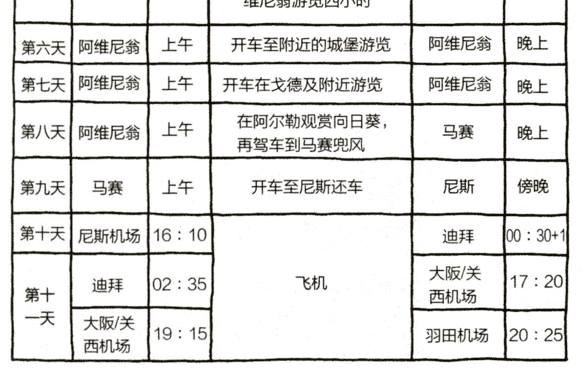 维尼翁游览四小时
第六天 阿维尼翁 上午 开车至附近的城堡游览 阿维尼翁 晚上
第七天 阿维尼翁 上午 开车在戈德及附近游览 阿维尼翁 晚上
第八天 阿维尼翁 上午 在阿尔勒观赏向日葵，
再驾车到马赛兜风 马赛 晚上
第九天 马赛 上午 开车至尼斯还车 尼斯 傍晚
第十天 尼斯机场 16：10 飞机 迪拜 00：30+1
第十
一天 迪拜 02：35 大阪/关
西机场 17：20
大阪/关
西机场 19：15 羽田机场 20：25